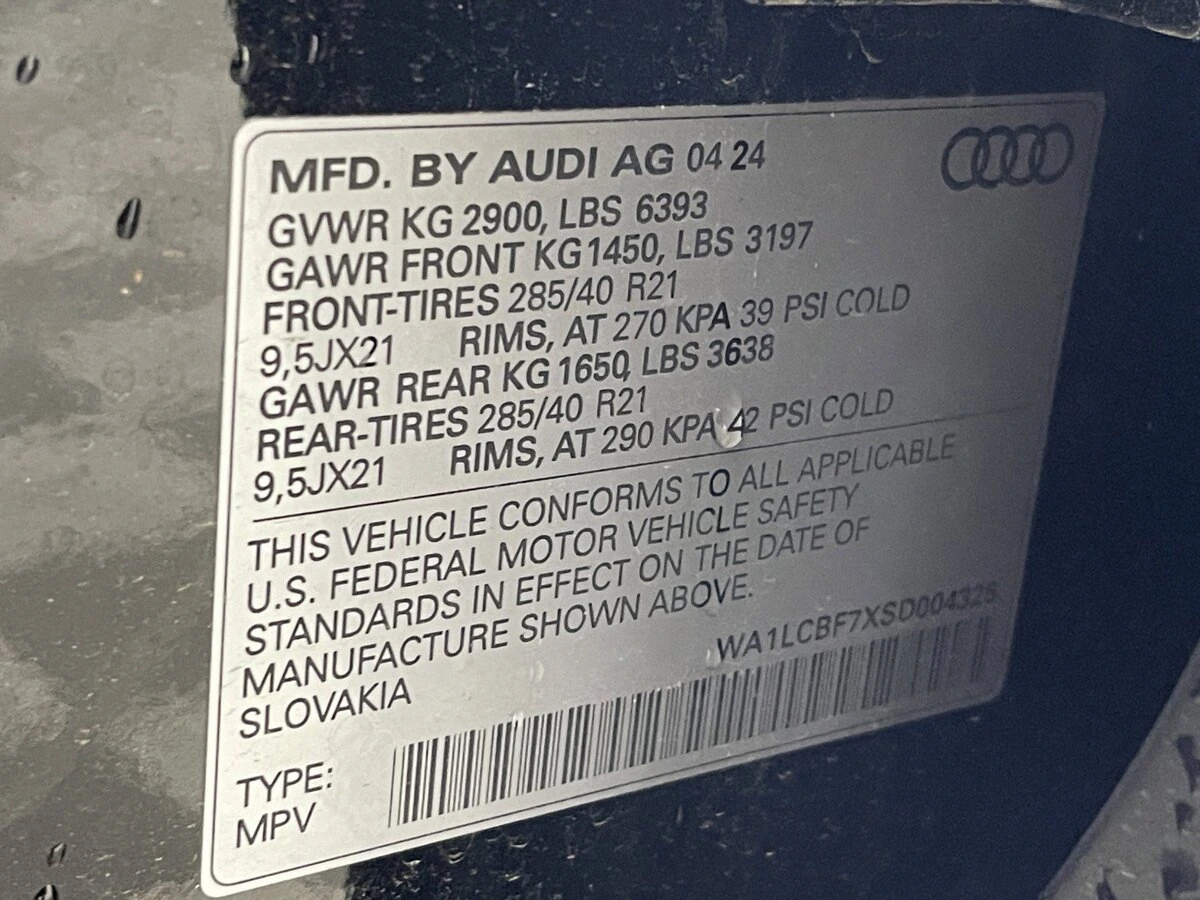 MFD. BY AUDI AG 04 24
GVWR KG 2900, LBS 6393
GAWR FRONT KG 1450, LBS 3197
FRONT-TIRES 285/40 R21
9,5JX21 RIMS, AT 270 KPA 39 PSI COLD
GAWR REAR KG 1650, LBS 3638
REAR-TIRES 285/40 R21
9,5JX21 RIMS, AT 290 KPA 42 PSI COLD
THIS VEHICLE CONFORMS TO ALL APPLICABLE
U.S. FEDERAL MOTOR VEHICLE SAFETY
STANDARDS IN EFFECT ON THE DATE OF
MANUFACTURE SHOWN ABOVE.
SLOVAKIA
WA1LCBF7XSD004328
TYPE:
MPV